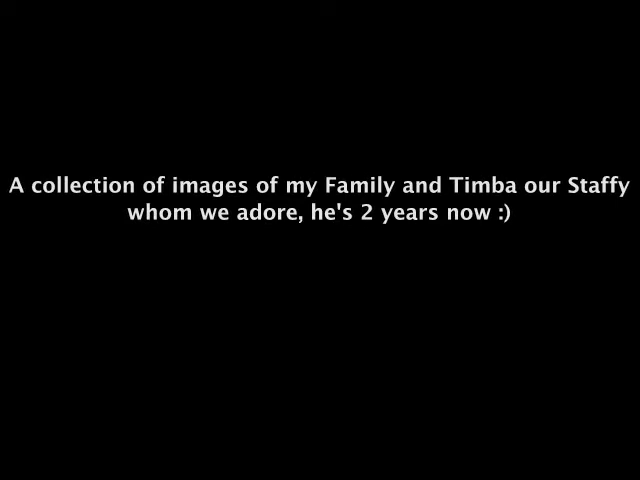 A collection of images of my Family and Timba our Staffy
whom we adore, he's 2 years now :)